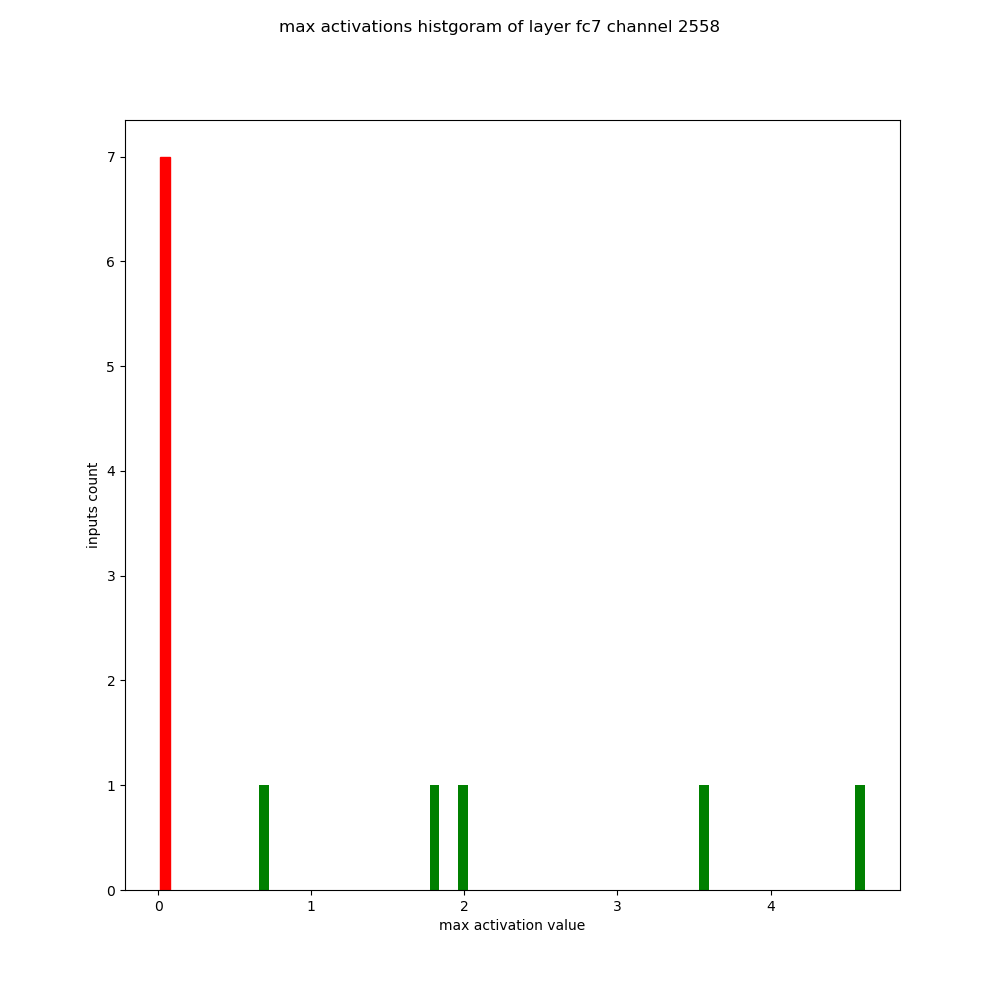 max activations histgoram of layer fc7 channel 2558
7
6
5
4
3
2
1
0
inputs count
0 1 2 3 4
max activation value